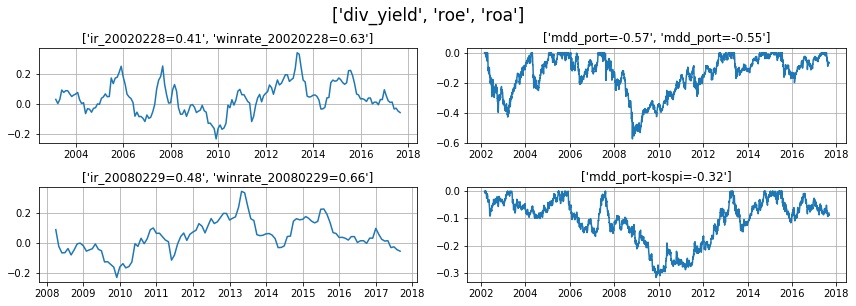 ['div_yield', 'roe', 'roa']
['ir_20020228=0.41', 'winrate_20020228=0.63']
0.2
0.0
−0.2
2004 2006 2008 2010 2012 2014 2016 2018
['mdd_port=-0.57', 'mdd_port=-0.55']
0.0
−0.2
−0.4
−0.6
2002 2004 2006 2008 2010 2012 2014 2016 2018
['ir_20080229=0.48', 'winrate_20080229=0.66']
0.2
0.0
−0.2
2008 2009 2010 2011 2012 2013 2014 2015 2016 2017 2018
['mdd_port-kospi=-0.32']
0.0
−0.1
−0.2
−0.3
2002 2004 2006 2008 2010 2012 2014 2016 2018